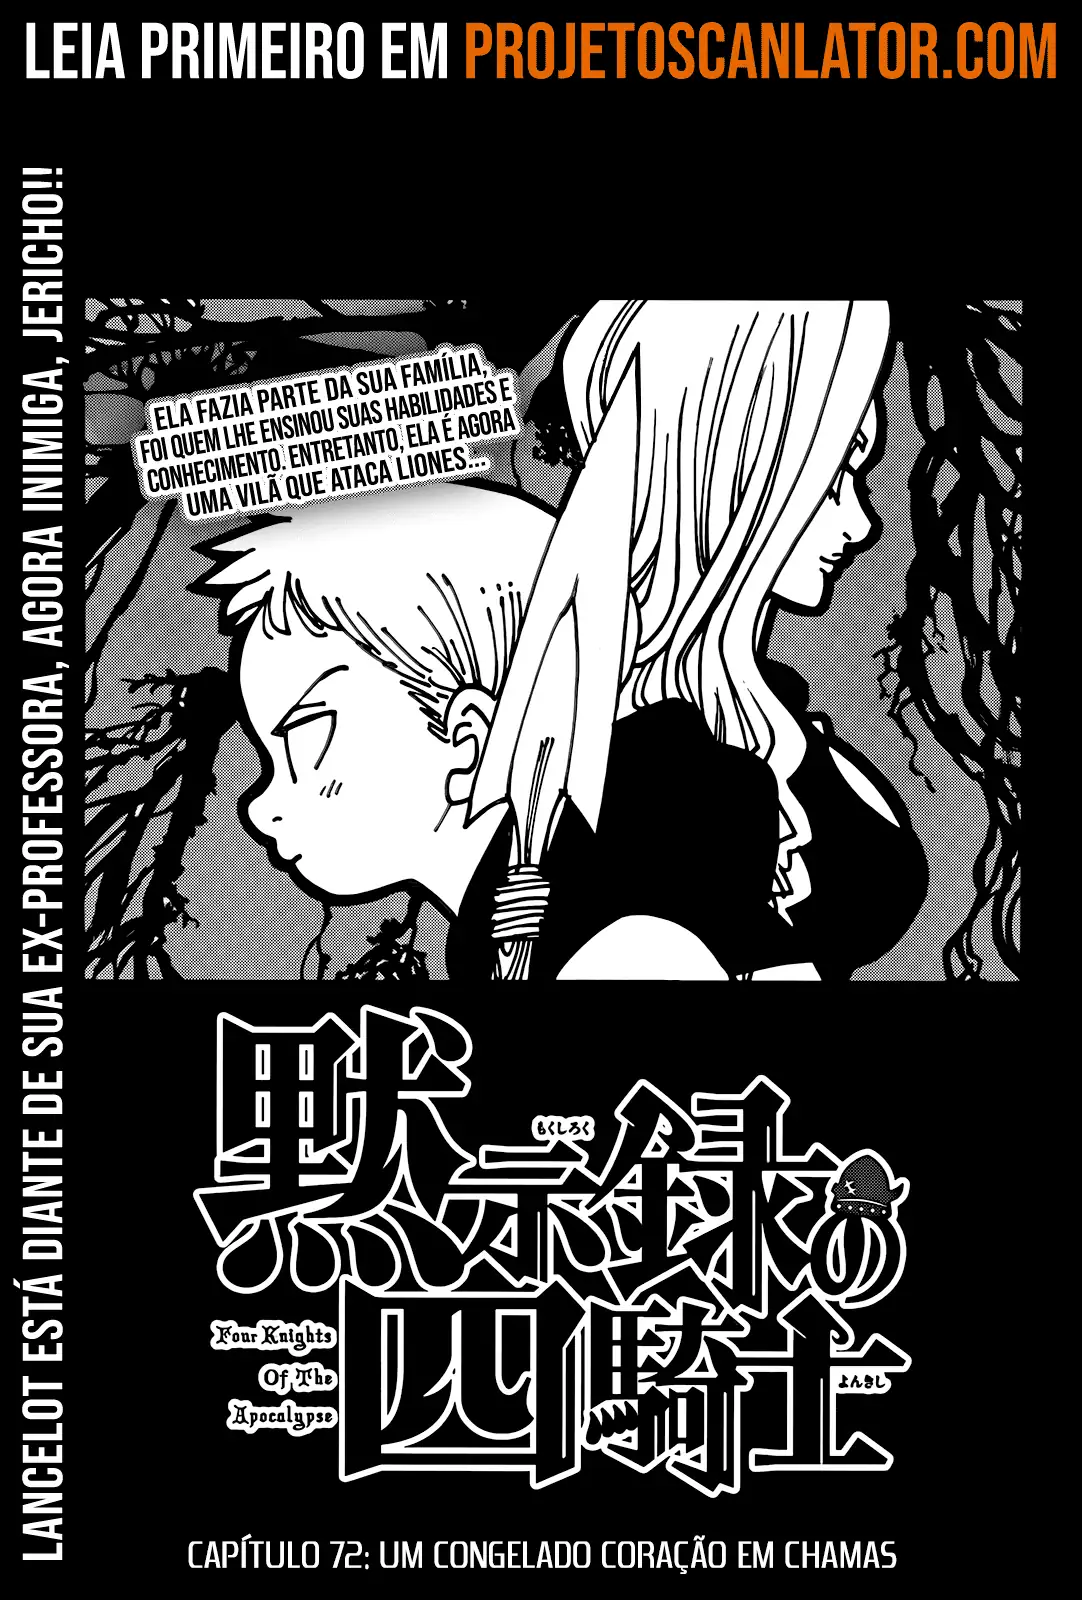 LEIA PRIMEIRO EM PROJETOSCANLATOR.COM
LANCELOT ESTÁ DIANTE DE SUA EX-PROFESSORA, AGORA INIMIGA, JERICHO!!
ELA FAZIA PARTE DA SUA FAMÍLIA,
FOI QUEM LHE ENSINOU SUAS HABILIDADES E
CONHECIMENTO. ENTRETANTO, ELA É AGORA
UMA VILÃ QUE ATACA LIONES...
黙示録の
もくしろく
四騎士
よんきし
Four Knights
Of The
Apocalypse
CAPÍTULO 72: UM CONGELADO CORAÇÃO EM CHAMAS